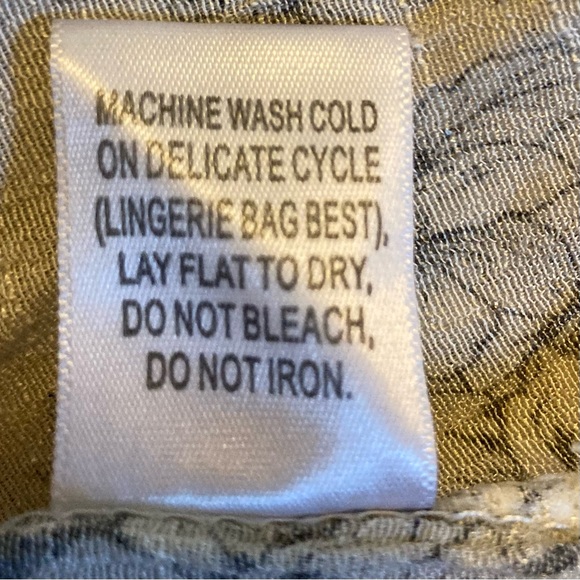 MACHINE WASH COLD
ON DELICATE CYCLE
(LINGERIE BAG BEST),
LAY FLAT TO DRY,
DO NOT BLEACH,
DO NOT IRON.